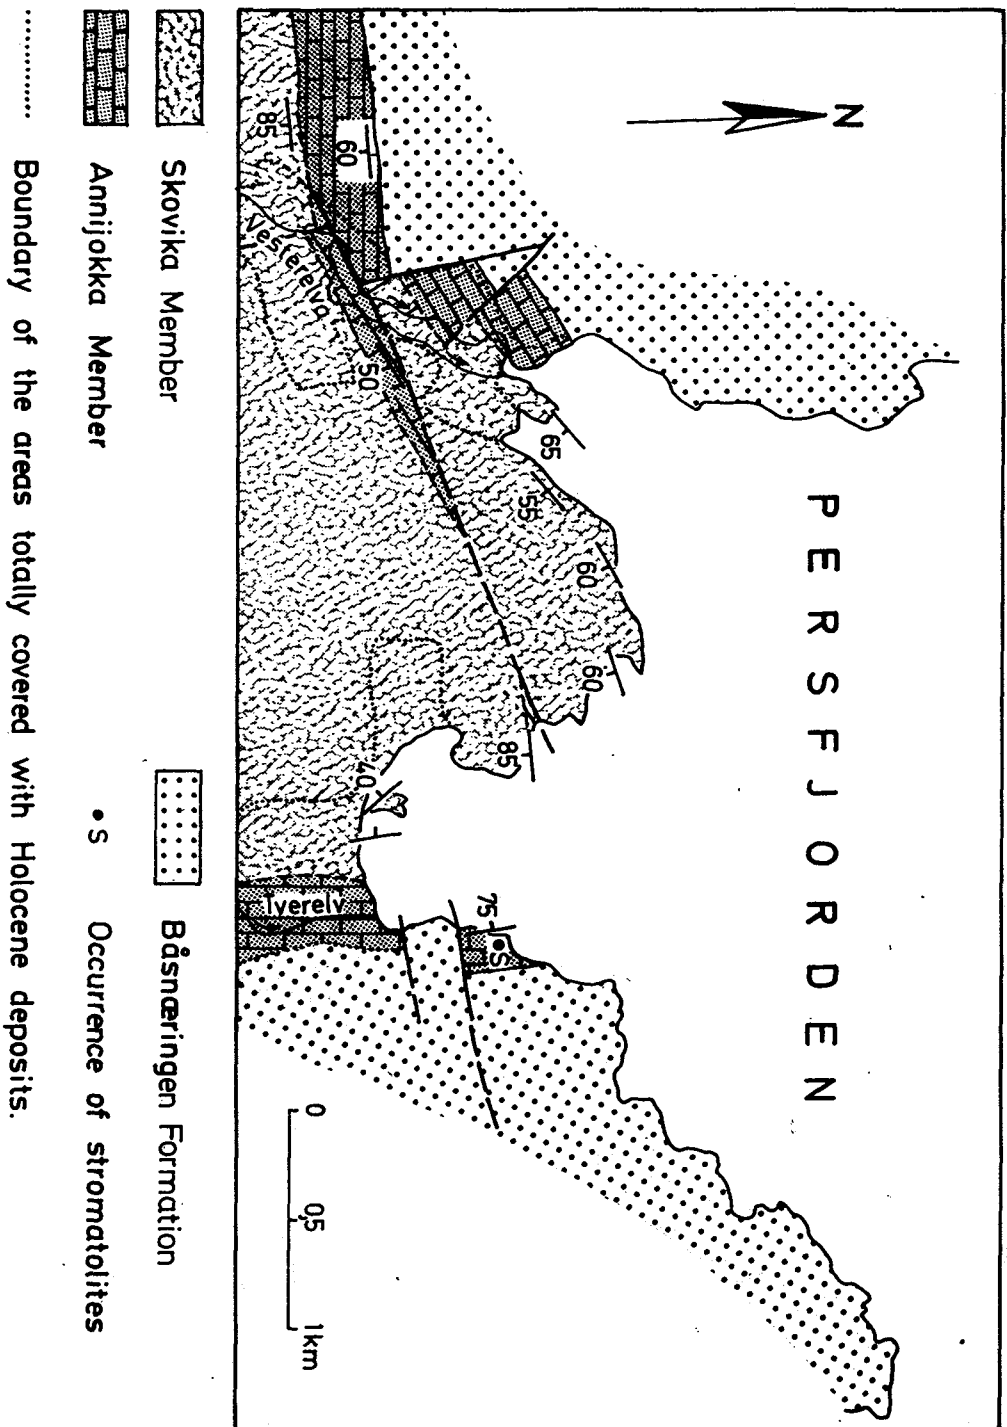 N
PERSFJORDEN
85
60
Vesterelva
50
65
55
60
60
85
40
Tverelv
75
S
0 0,5 1km
Skovika Member
Båsnæringen Formation
Annijokka Member
S Occurrence of stromatolites
Boundary of the areas totally covered with Holocene deposits.